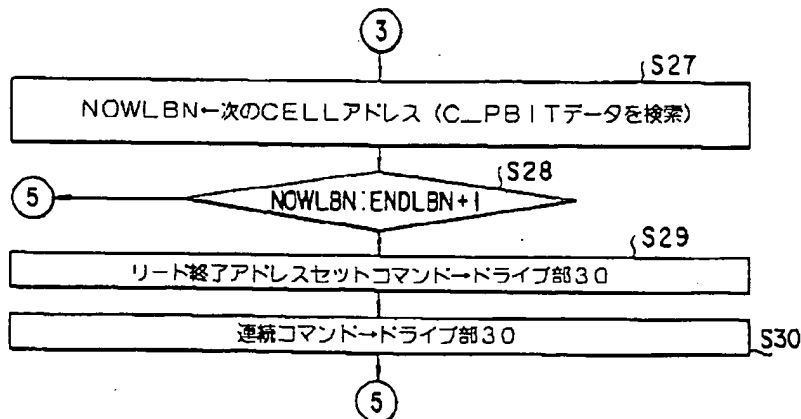 3
S27
NOWLBN←次のCELLアドレス (C_PBITデータを検索)
S28
5
NOWLBN:ENDLBN+1
S29
リード終了アドレスセットコマンド→ドライブ部30
連続コマンド→ドライブ部30
S30
5